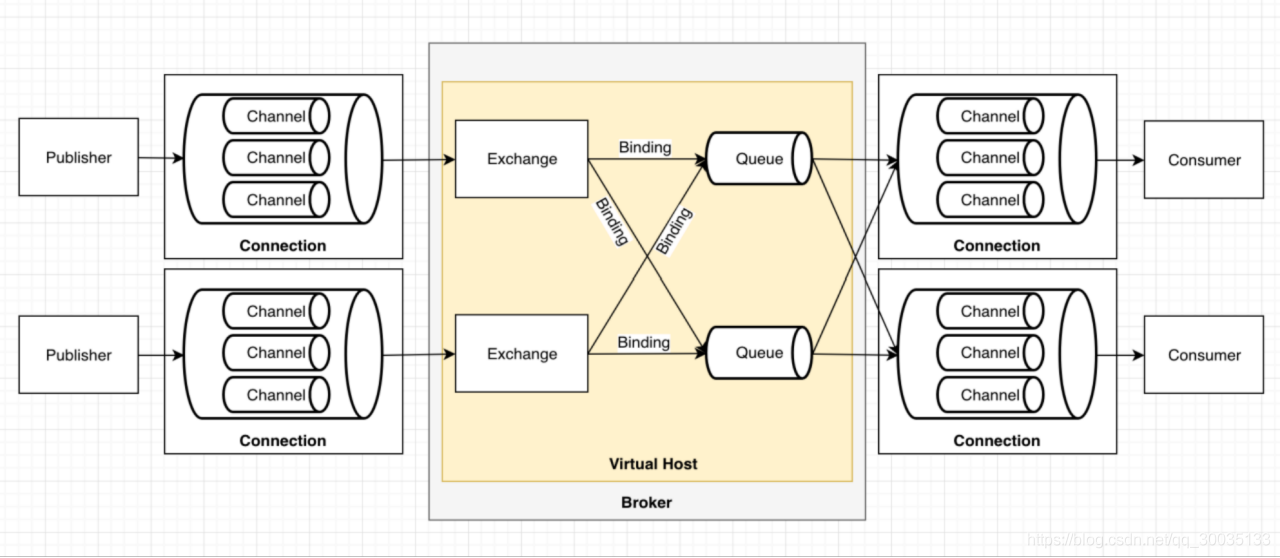 Publisher
Channel
Channel
Channel
Connection
Publisher
Channel
Channel
Channel
Connection
Exchange
Binding
Queue
Binding
Binding
Exchange
Binding
Queue
Virtual Host
Broker
Channel
Channel
Channel
Connection
Consumer
Channel
Channel
Channel
Connection
Consumer
https://blog.csdn.net/qq_30035133